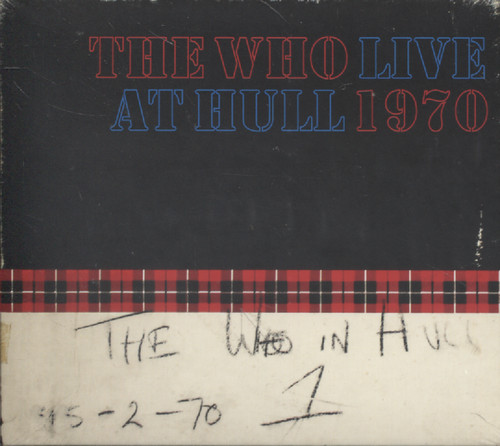 THE WHO LIVE
AT HULL 1970
THE WHO IN HULL
15-2-70 1